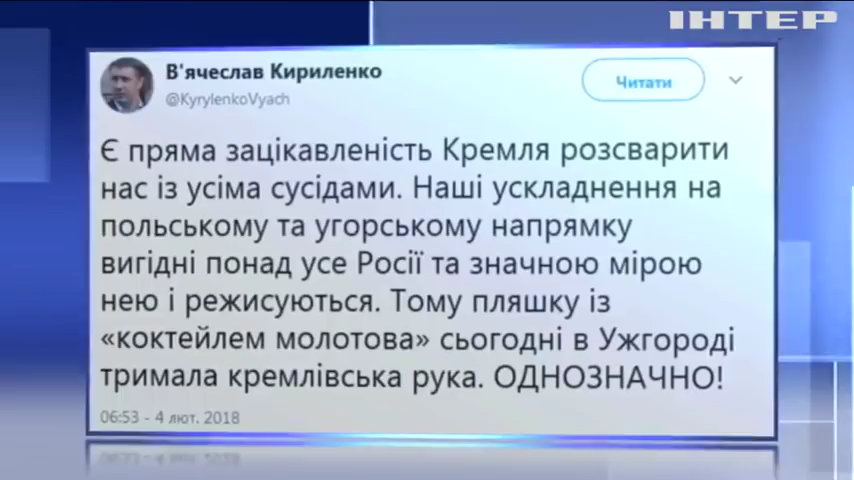 ІНТЕР
В'ячеслав Кириленко
@KyrylenkoVyach
Читати
Є пряма зацікавленість Кремля розсварити
нас із усіма сусідами. Наші ускладнення на
польському та угорському напрямку
вигідні понад усе Росії та значною мірою
нею і режисуються. Тому пляшку із
«коктейлем молотова» сьогодні в Ужгороді
тримала кремлівська рука. ОДНОЗНАЧНО!
06:53 - 4 лют. 2018